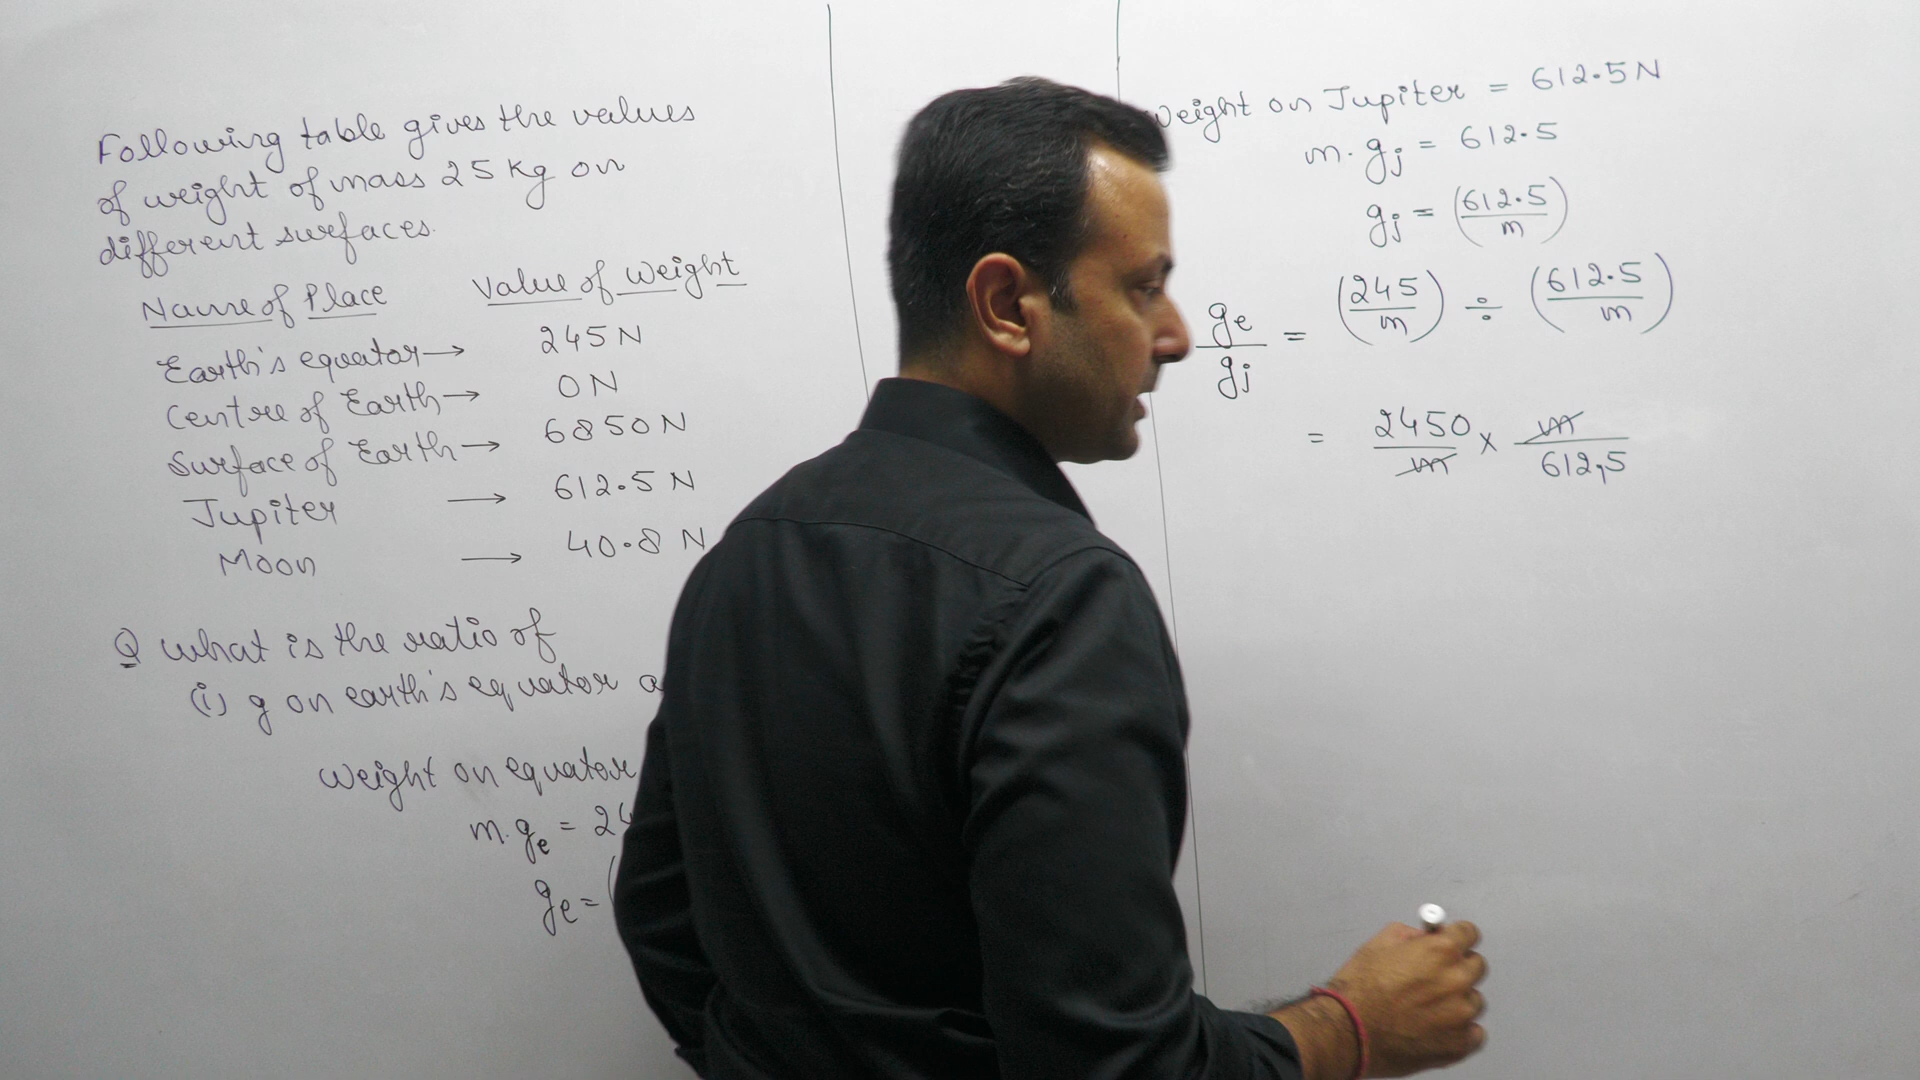 Following table gives the values
of weight of mass 25 kg on
different surfaces.
Name of Place Value of Weight
Earth's equator → 245 N
Centre of Earth → 0 N
Surface of Earth → 6850 N
Jupiter → 612.5 N
Moon → 40.8 N
Q what is the ratio of
(i) g on earth's equator
weight on equator
m.ge = 24
ge = (
Weight on Jupiter = 612.5 N
m.gj = 612.5
gj = (612.5/m)
ge/gj = (245/m) ÷ (612.5/m)
= 2450/m × m/612,5